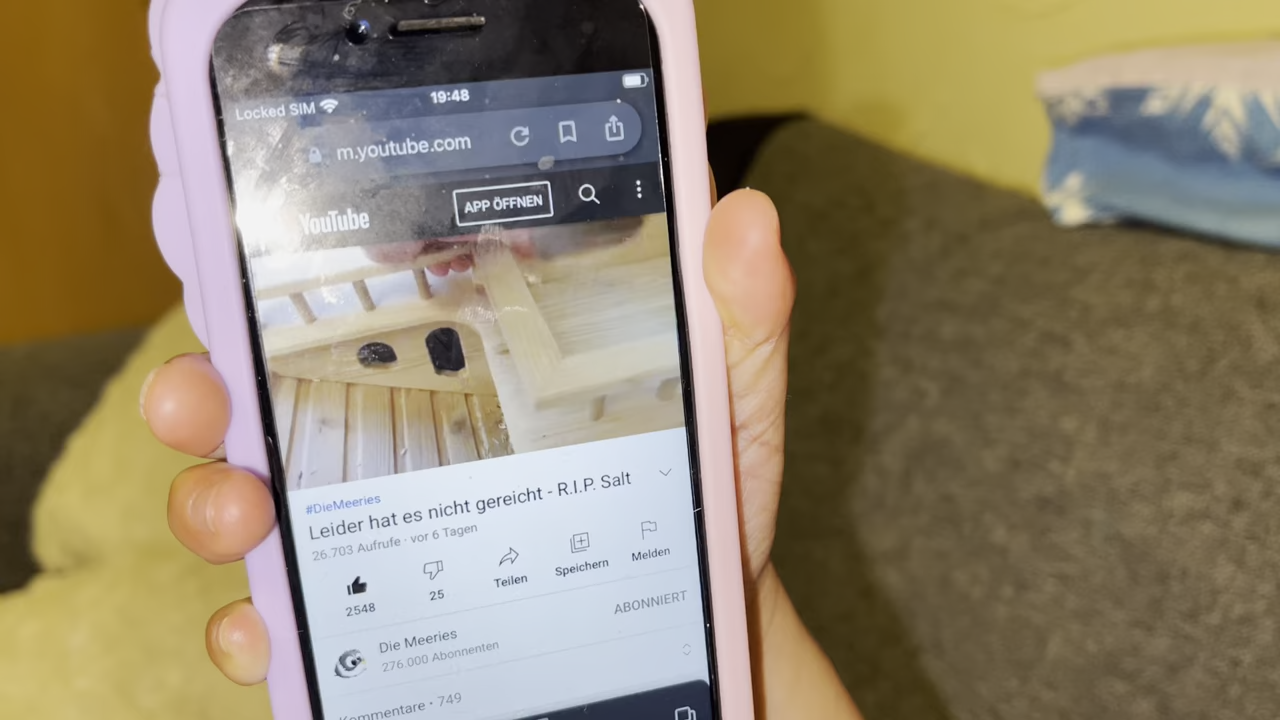 Locked SIM 19:48
m.youtube.com
YouTube APP ÖFFNEN
#DieMeeries
Leider hat es nicht gereicht - R.I.P. Salt
26.703 Aufrufe · vor 6 Tagen
2548 25 Teilen Speichern Melden
Die Meeries ABONNIERT
276.000 Abonnenten
Kommentare • 749